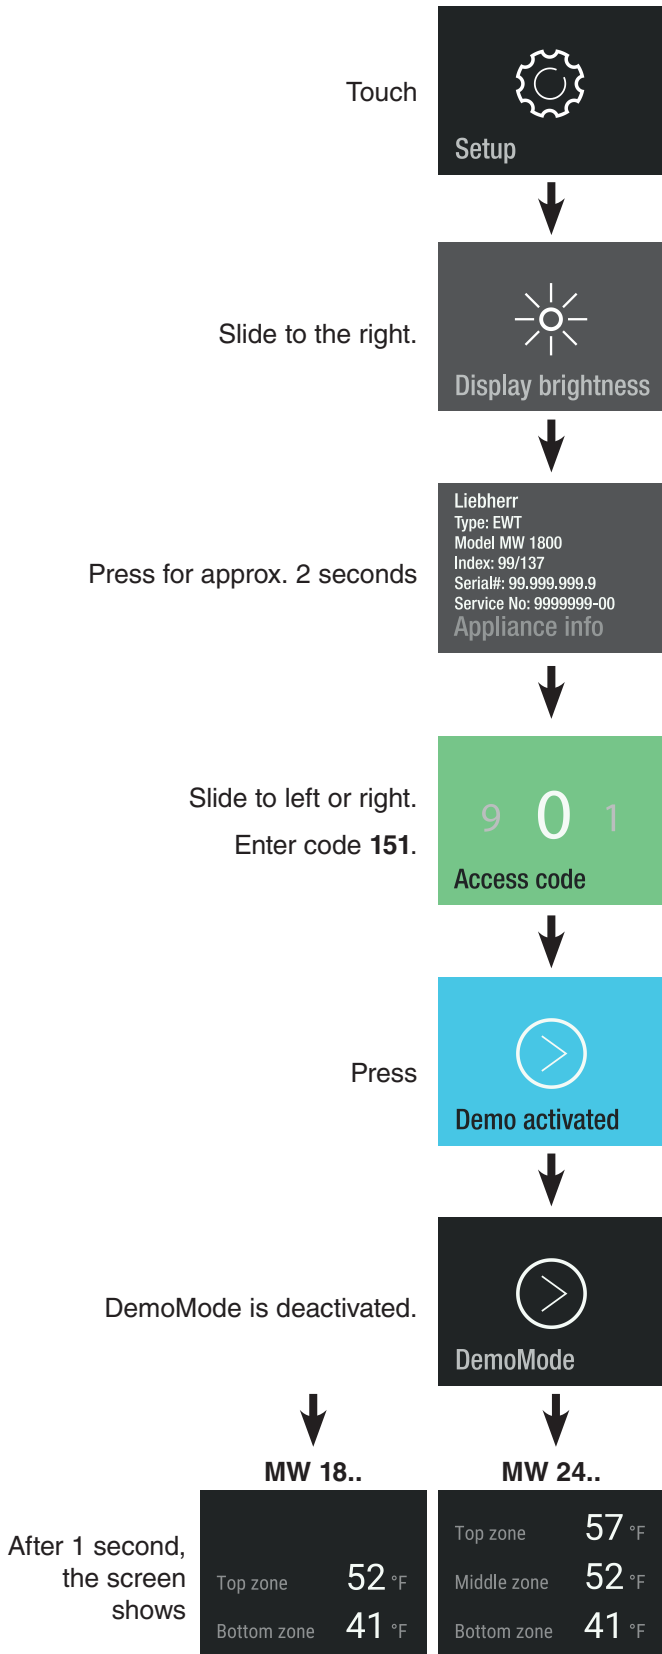 Touch
Setup
Slide to the right.
Display brightness
Press for approx. 2 seconds
Liebherr
Type: EWT
Model MW 1800
Index: 99/137
Serial#: 99.999.999.9
Service No: 9999999-00
Appliance info
Slide to left or right.
Enter code 151.
9 0 1
Access code
Press
Demo activated
DemoMode is deactivated.
DemoMode
MW 18..
MW 24..
After 1 second,
the screen
shows
Top zone 52 °F
Bottom zone 41 °F
Top zone 57 °F
Middle zone 52 °F
Bottom zone 41 °F